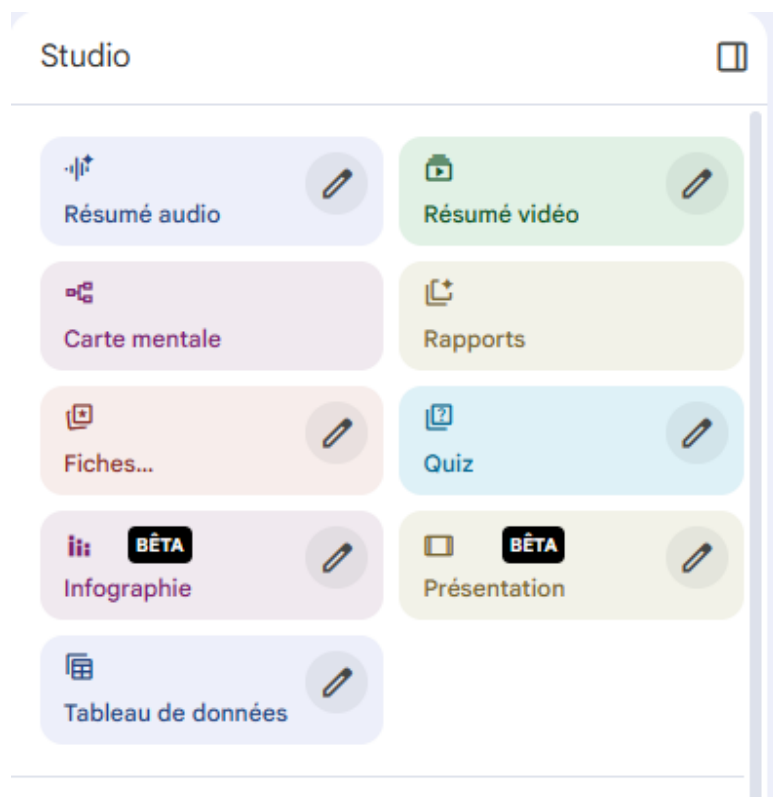 Studio
Résumé audio
Résumé vidéo
Carte mentale
Rapports
Fiches...
Quiz
BÊTA
Infographie
BÊTA
Présentation
Tableau de données